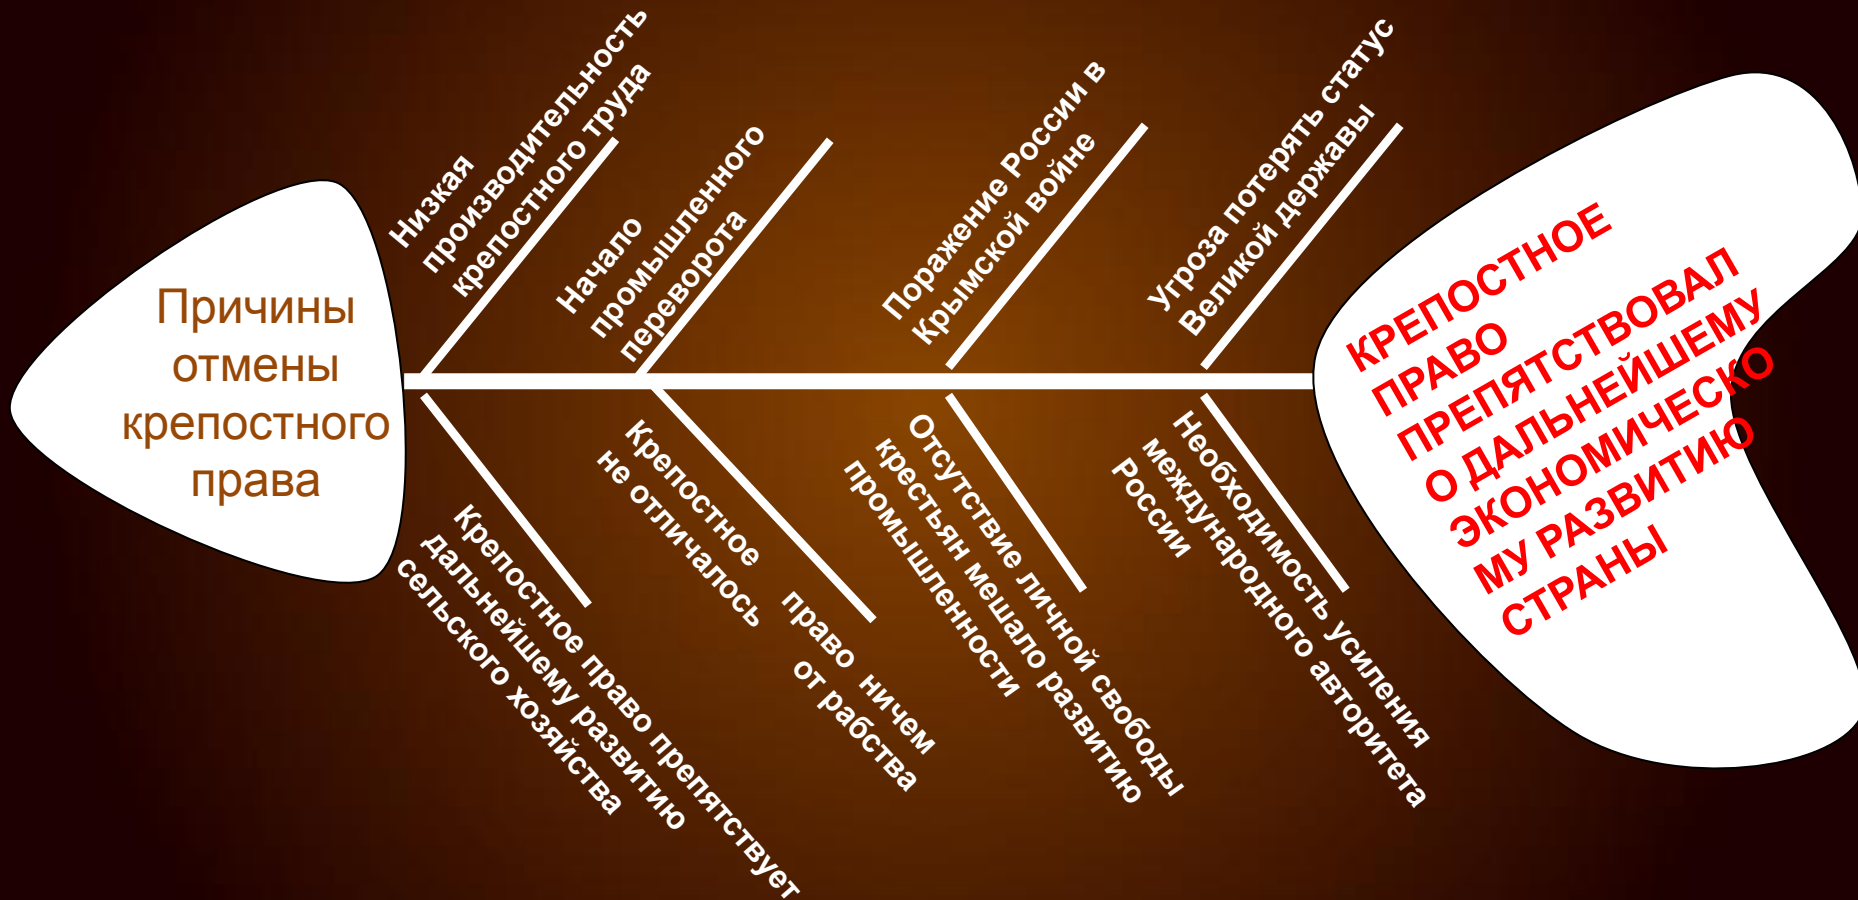 Причины
отмены
крепостного
права
Низкая
производительность
крепостного труда
Начало
промышленного
переворота
Поражение России в
Крымской войне
Угроза потерять статус
Великой державы
Крепостное право препятствует
дальнейшему развитию
сельского хозяйства
Крепостное право ничем
не отличалось от рабства
Отсутствие личной свободы
крестьян мешало развитию
промышленности
Необходимость усиления
международного авторитета
России
КРЕПОСТНОЕ
ПРАВО
ПРЕПЯТСТВОВАЛ
О ДАЛЬНЕЙШЕМУ
ЭКОНОМИЧЕСКО
МУ РАЗВИТИЮ
СТРАНЫ